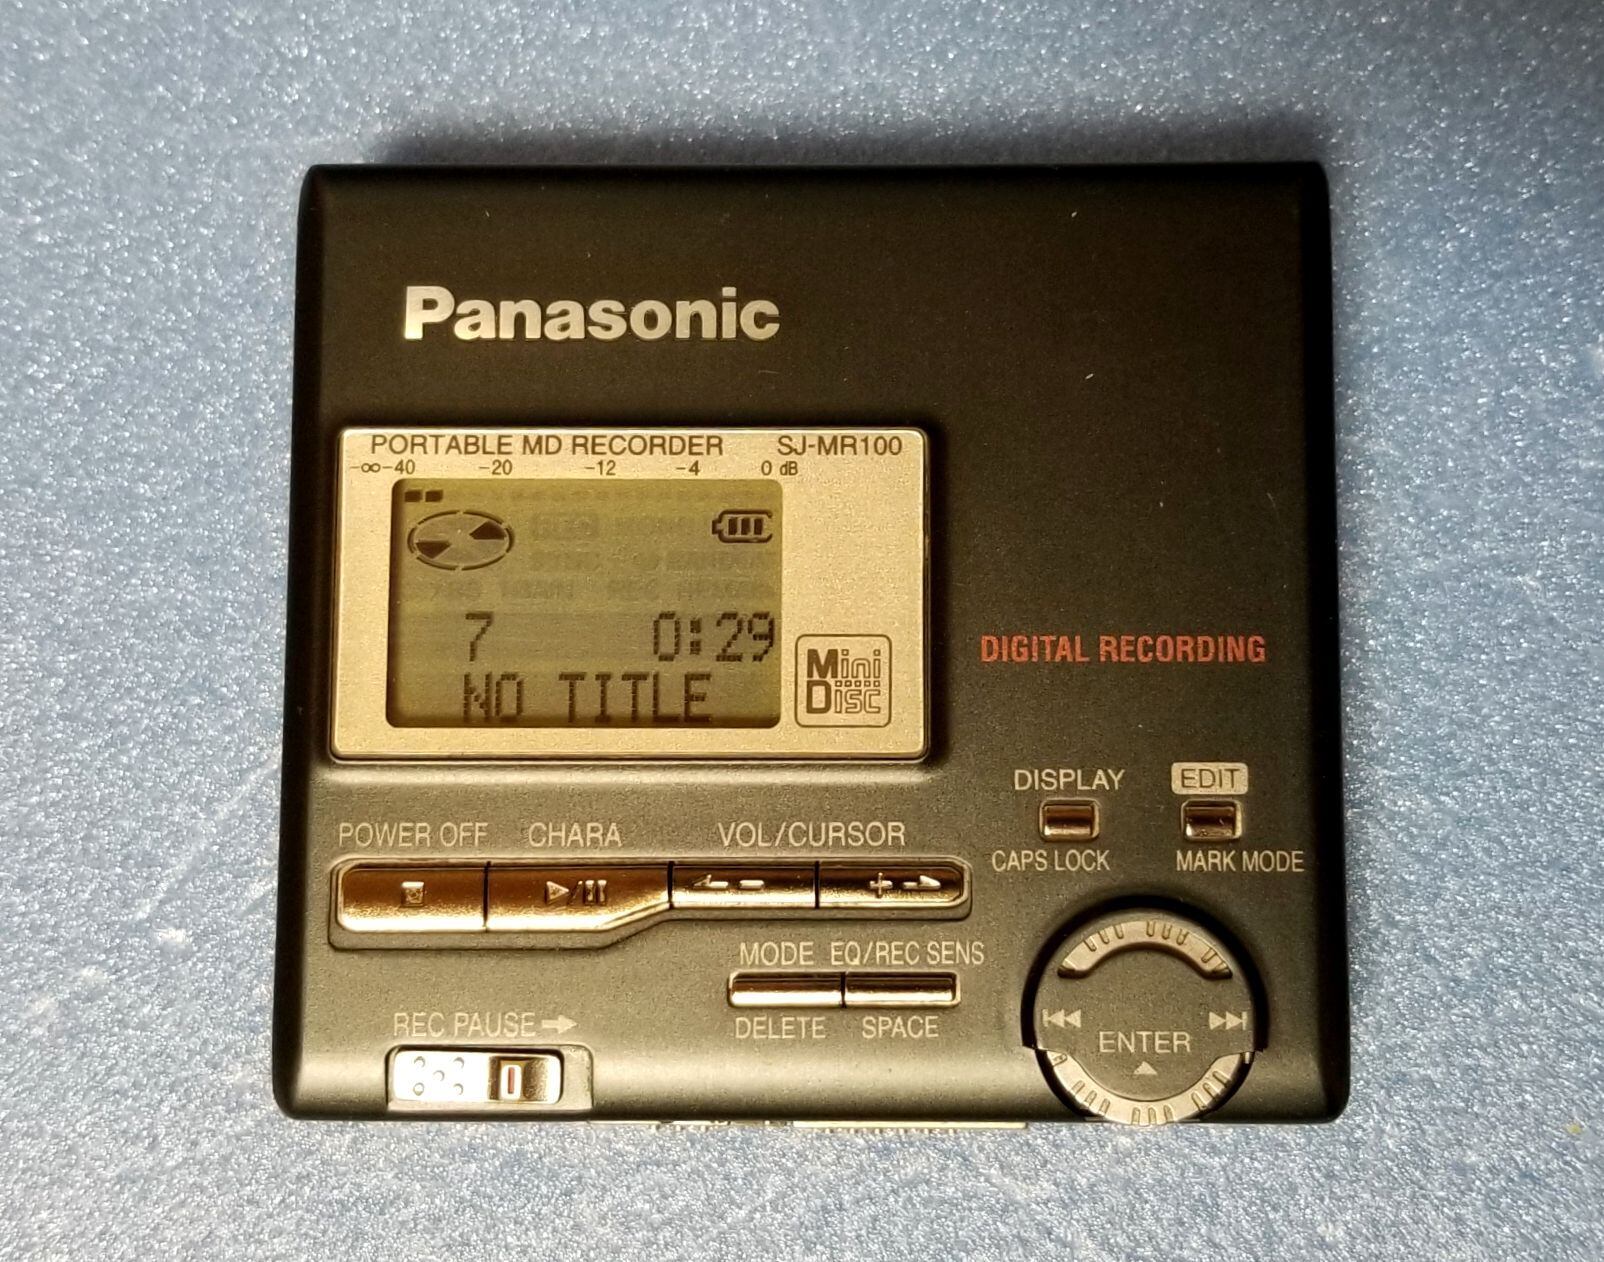 Panasonic
PORTABLE MD RECORDER SJ-MR100
-∞-40 -20 -12 -4 0 dB
7 0:29
NO TITLE
Mini
Disc
DIGITAL RECORDING
DISPLAY EDIT
CAPS LOCK MARK MODE
POWER OFF CHARA VOL/CURSOR
+
MODE EQ/REC SENS
DELETE SPACE
REC PAUSE
ENTER